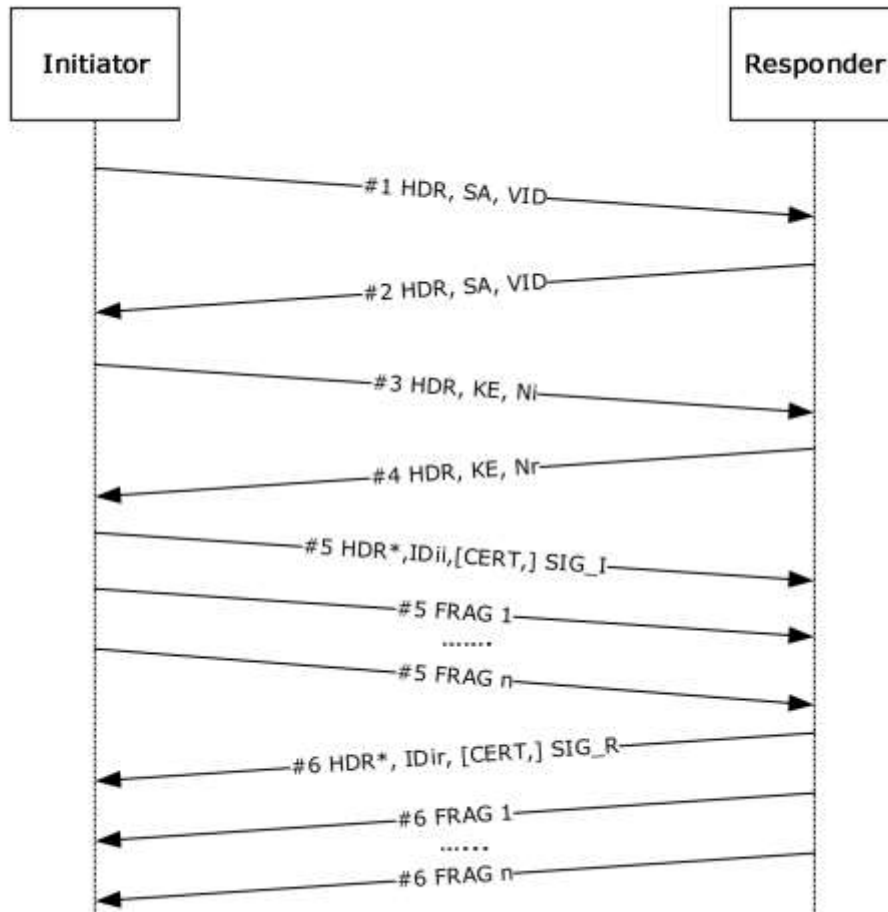 Initiator
Responder
#1 HDR, SA, VID
#2 HDR, SA, VID
#3 HDR, KE, Ni
#4 HDR, KE, Nr
#5 HDR*,IDii,[CERT,] SIG_I
#5 FRAG 1
.......
#5 FRAG n
#6 HDR*, IDir, [CERT,] SIG_R
#6 FRAG 1
......
#6 FRAG n